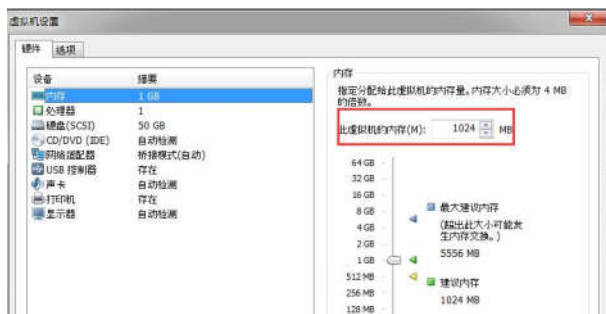 虚拟机设置
硬件 选项
设备 摘要
内存 1 GB
处理器 1
硬盘(SCSI) 50 GB
CD/DVD (IDE) 自动检测
网络适配器 桥接模式(自动)
USB 控制器 存在
声卡 自动检测
打印机 存在
显示器 自动检测
内存
指定分配给此虚拟机的内存量。内存大小必须为 4 MB
的倍数。
此虚拟机的内存(M): 1024 MB
64 GB
32 GB
16 GB
8 GB
4 GB
2 GB
1 GB
512 MB
256 MB
128 MB
最大建议内存
(超出此大小可能发
生内存交换。)
5556 MB
建议内存
1024 MB